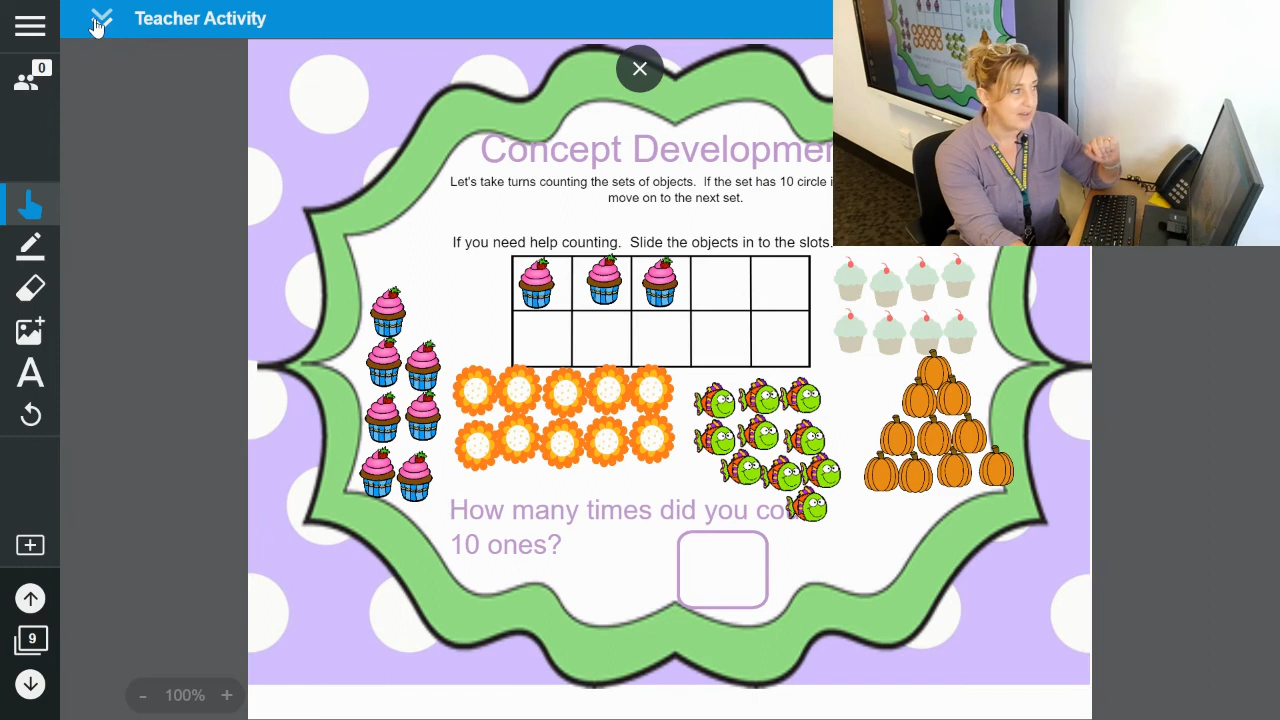 Teacher Activity
0
Concept Developmen
Let's take turns counting the sets of objects. If the set has 10 circle i
move on to the next set.
If you need help counting. Slide the objects in to the slots.
How many times did you co
10 ones?
A
9
- 100% +